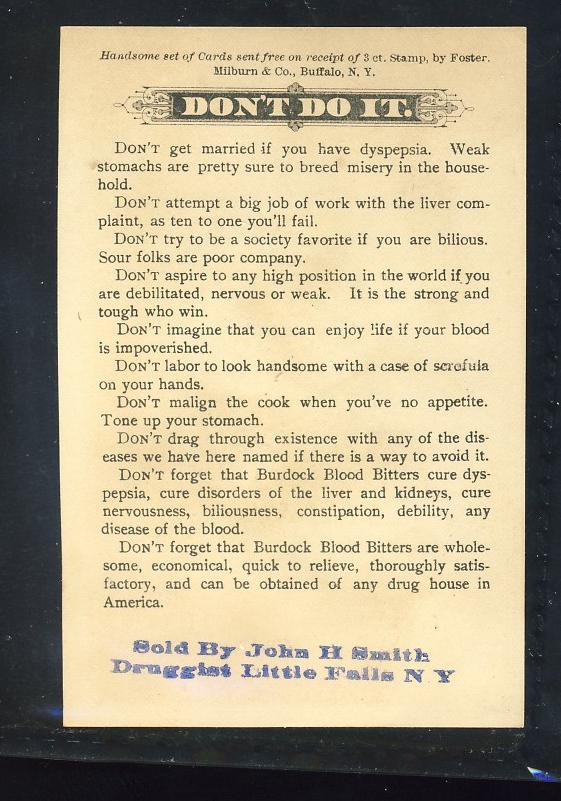 Handsome set of Cards sent free on receipt of 3 ct. Stamp, by Foster.
Milburn & Co., Buffalo, N. Y.
DON'T DO IT.
DON'T get married if you have dyspepsia. Weak
stomachs are pretty sure to breed misery in the house-
hold.
DON'T attempt a big job of work with the liver com-
plaint, as ten to one you'll fail.
DON'T try to be a society favorite if you are bilious.
Sour folks are poor company.
DON'T aspire to any high position in the world if you
are debilitated, nervous or weak. It is the strong and
tough who win.
DON'T imagine that you can enjoy life if your blood
is impoverished.
DON'T labor to look handsome with a case of scrofula
on your hands.
DON'T malign the cook when you've no appetite.
Tone up your stomach.
DON'T drag through existence with any of the dis-
eases we have here named if there is a way to avoid it.
DON'T forget that Burdock Blood Bitters cure dys-
pepsia, cure disorders of the liver and kidneys, cure
nervousness, biliousness, constipation, debility, any
disease of the blood.
DON'T forget that Burdock Blood Bitters are whole-
some, economical, quick to relieve, thoroughly satis-
factory, and can be obtained of any drug house in
America.
Sold By John H Smith
Druggist Little Falls N Y